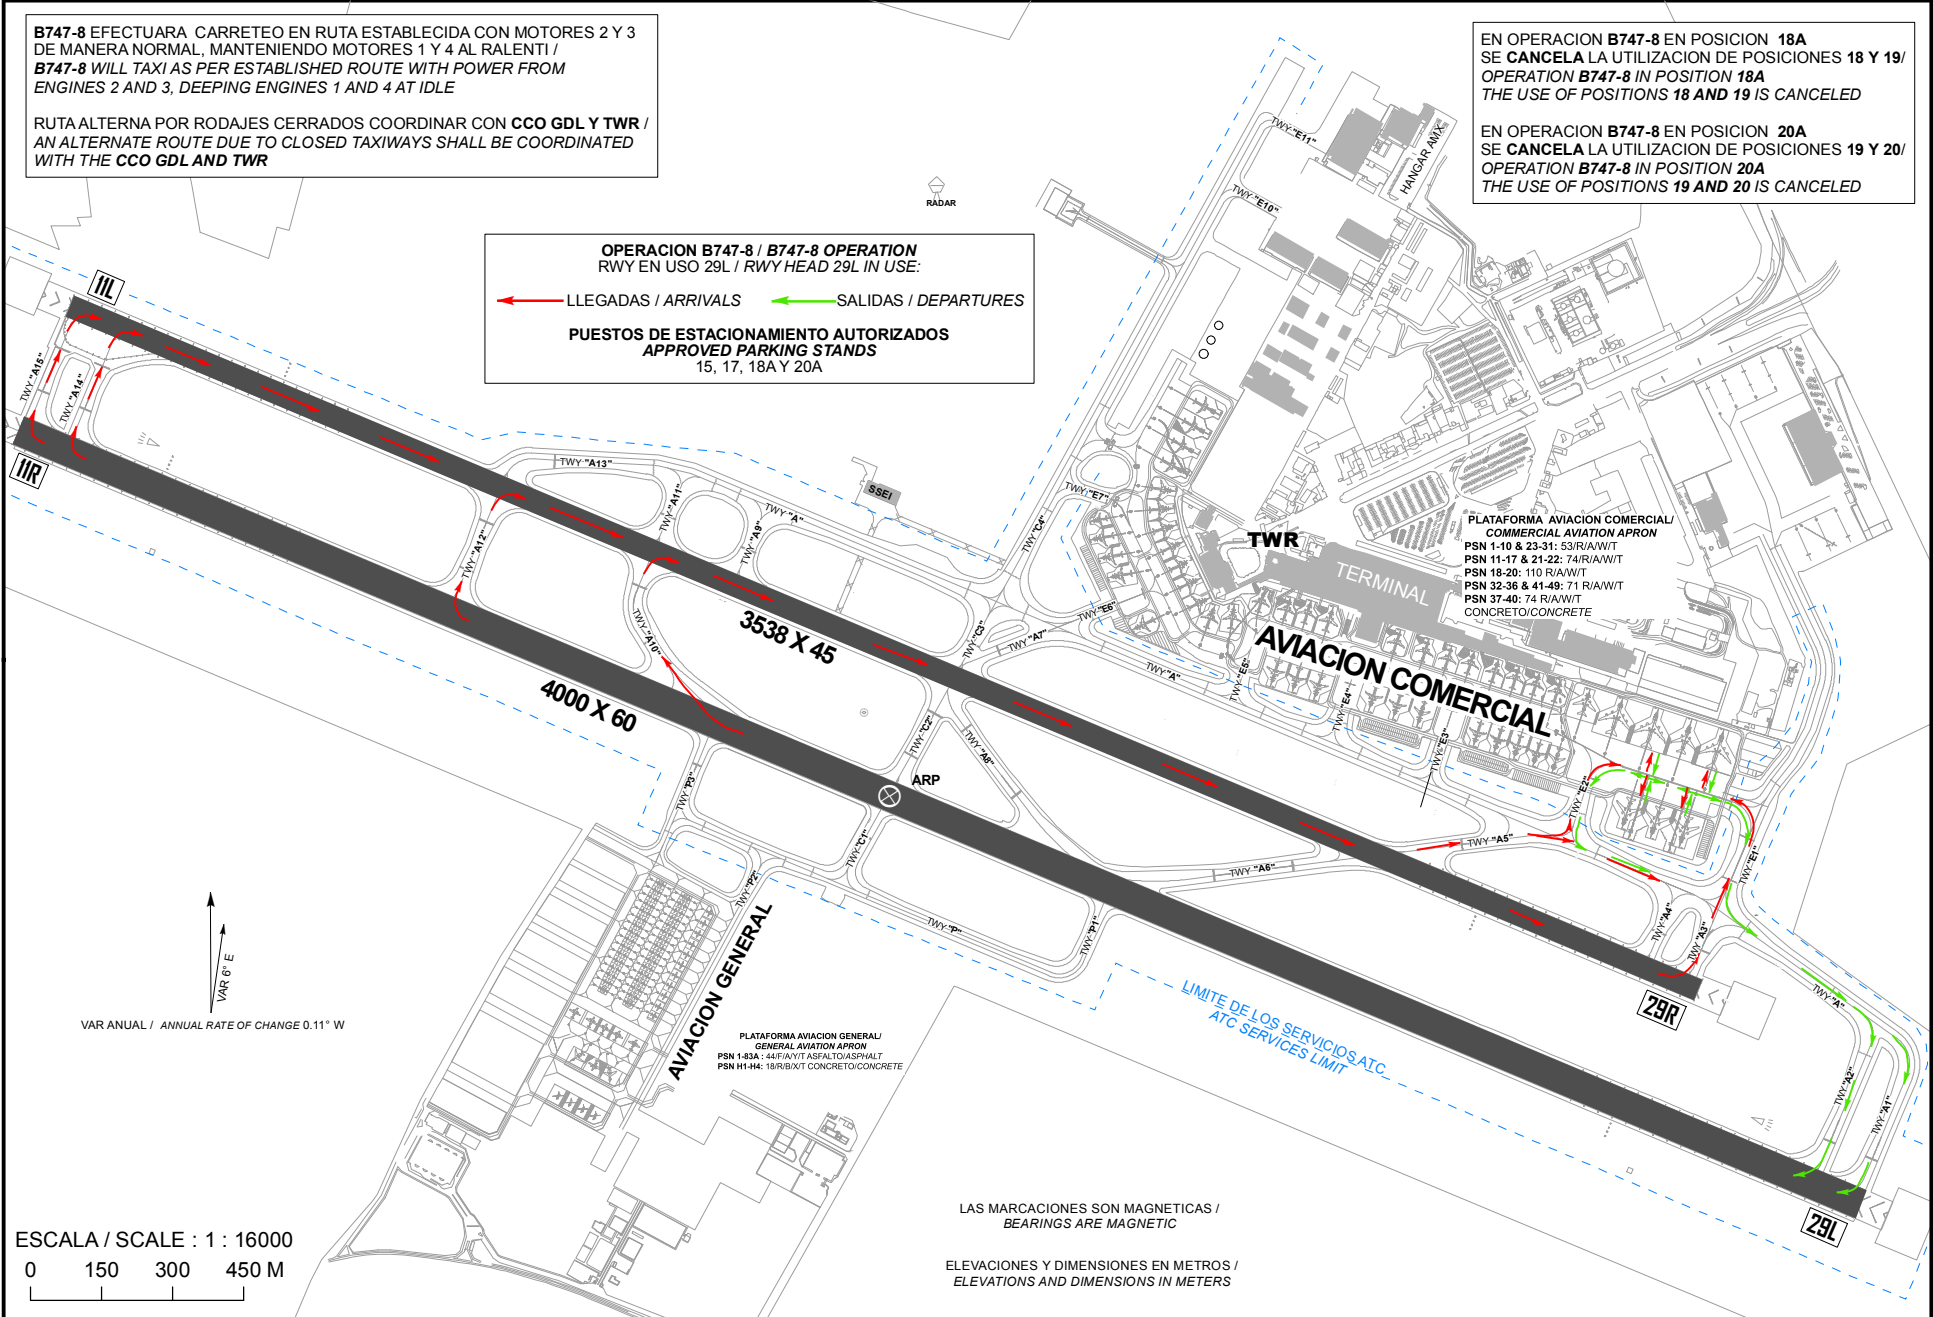 B747-8 EFECTUARA CARRETEO EN RUTA ESTABLECIDA CON MOTORES 2 Y 3
DE MANERA NORMAL, MANTENIENDO MOTORES 1 Y 4 AL RALENTI /
B747-8 WILL TAXI AS PER ESTABLISHED ROUTE WITH POWER FROM
ENGINES 2 AND 3, DEEPING ENGINES 1 AND 4 AT IDLE
RUTA ALTERNA POR RODAJES CERRADOS COORDINAR CON CCO GDL Y TWR /
AN ALTERNATE ROUTE DUE TO CLOSED TAXIWAYS SHALL BE COORDINATED
WITH THE CCO GDL AND TWR
EN OPERACION B747-8 EN POSICION 18A
SE CANCELA LA UTILIZACION DE POSICIONES 18 Y 19/
OPERATION B747-8 IN POSITION 18A
THE USE OF POSITIONS 18 AND 19 IS CANCELED
EN OPERACION B747-8 EN POSICION 20A
SE CANCELA LA UTILIZACION DE POSICIONES 19 Y 20/
OPERATION B747-8 IN POSITION 20A
THE USE OF POSITIONS 19 AND 20 IS CANCELED
OPERACION B747-8 / B747-8 OPERATION
RWY EN USO 29L / RWY HEAD 29L IN USE:
LLEGADAS / ARRIVALS
SALIDAS / DEPARTURES
PUESTOS DE ESTACIONAMIENTO AUTORIZADOS
APPROVED PARKING STANDS
15, 17, 18A Y 20A
RADAR
HANGAR AMX
TWY "E11"
TWY "E10"
11L
11R
TWY "A15"
TWY "A14"
TWY "A13"
TWY "A12"
TWY "A11"
TWY "A9"
TWY "A"
SSEI
TWY "C4"
TWY "E7"
TWR
TERMINAL
PLATAFORMA AVIACION COMERCIAL/
COMMERCIAL AVIATION APRON
PSN 1-10 & 23-31: 53/R/A/W/T
PSN 11-17 & 21-22: 74/R/A/W/T
PSN 18-20: 110 R/A/W/T
PSN 32-36 & 41-49: 71 R/A/W/T
PSN 37-40: 74 R/A/W/T
CONCRETO/CONCRETE
AVIACION COMERCIAL
TWY "A10"
3538 X 45
4000 X 60
TWY "C3"
TWY "A7"
TWY "E6"
TWY "A"
TWY "E5"
TWY "E4"
TWY "E3"
TWY "E2"
TWY "E1"
TWY "C2"
TWY "A8"
ARP
TWY "P3"
TWY "C1"
TWY "P2"
TWY "A5"
TWY "A6"
TWY "A4"
TWY "A3"
TWY "P"
TWY "P1"
AVIACION GENERAL
29R
TWY "A"
TWY "A2"
TWY "A1"
29L
LIMITE DE LOS SERVICIOS ATC
ATC SERVICES LIMIT
VAR 6° E
VAR ANUAL / ANNUAL RATE OF CHANGE 0.11° W
PLATAFORMA AVIACION GENERAL/
GENERAL AVIATION APRON
PSN 1-83A : 44/F/A/Y/T ASFALTO/ASPHALT
PSN H1-H4: 18/R/B/X/T CONCRETO/CONCRETE
LAS MARCACIONES SON MAGNETICAS /
BEARINGS ARE MAGNETIC
ELEVACIONES Y DIMENSIONES EN METROS /
ELEVATIONS AND DIMENSIONS IN METERS
ESCALA / SCALE : 1 : 16000
0 150 300 450 M